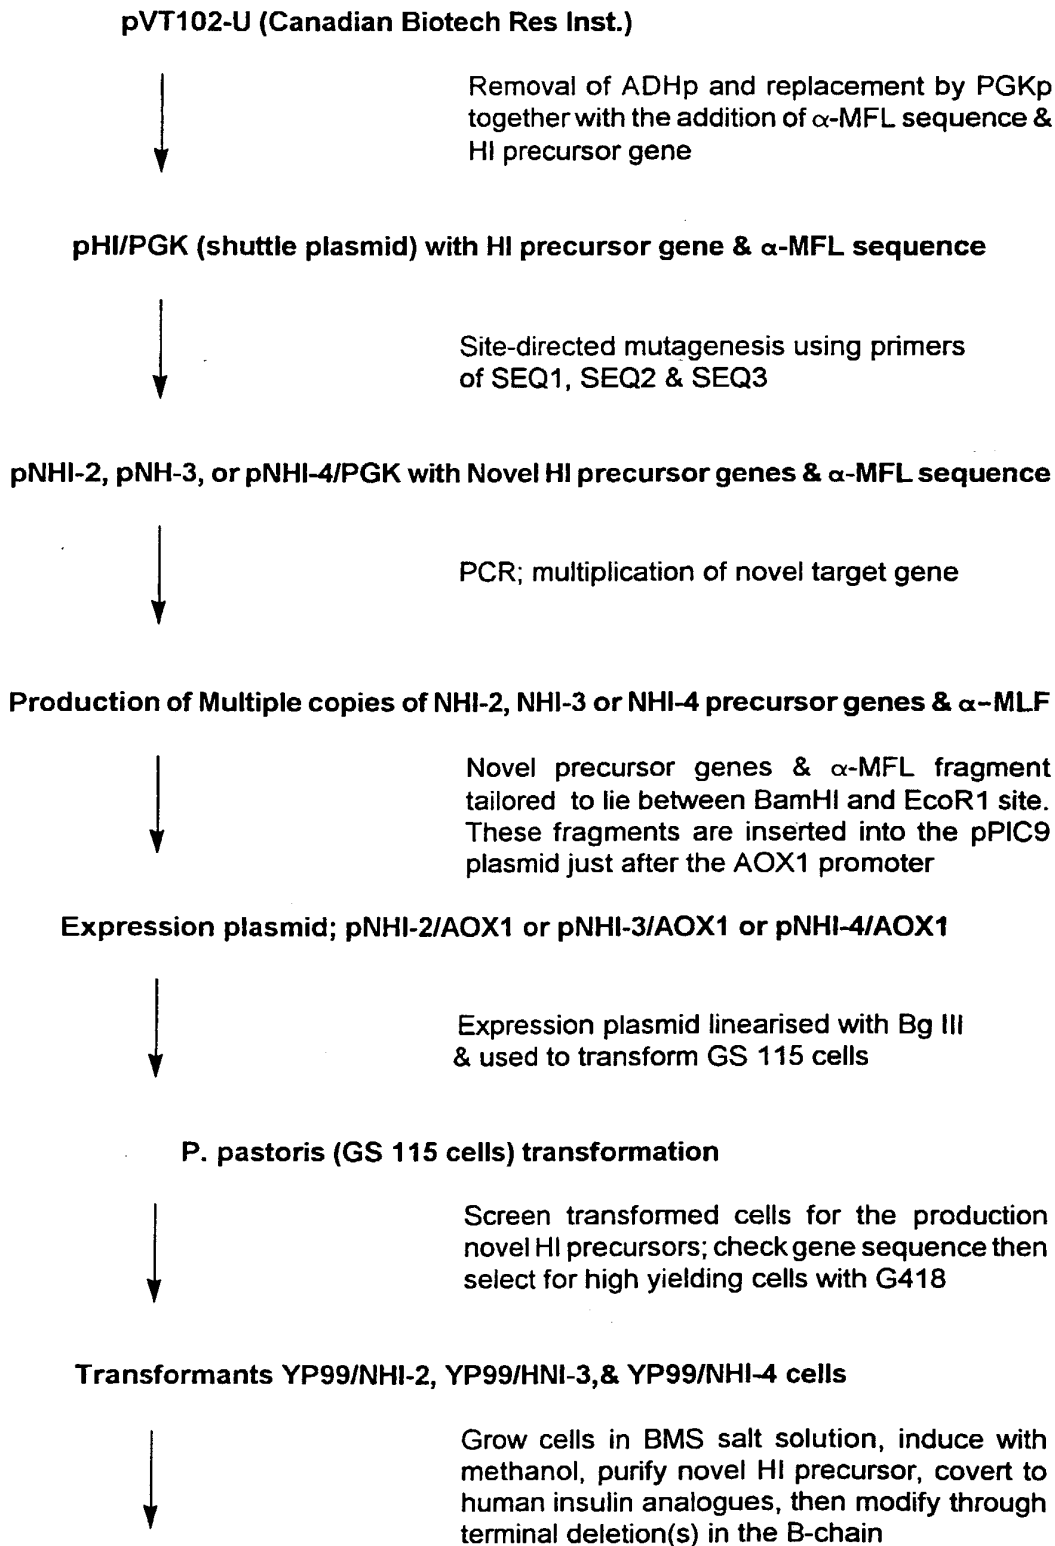 pVT102-U (Canadian Biotech Res Inst.)
Removal of ADHp and replacement by PGKp
together with the addition of α-MFL sequence &
HI precursor gene
pHI/PGK (shuttle plasmid) with HI precursor gene & α-MFL sequence
Site-directed mutagenesis using primers
of SEQ1, SEQ2 & SEQ3
pNHI-2, pNH-3, or pNHI-4/PGK with Novel HI precursor genes & α-MFL sequence
PCR; multiplication of novel target gene
Production of Multiple copies of NHI-2, NHI-3 or NHI-4 precursor genes & α-MLF
Novel precursor genes & α-MFL fragment
tailored to lie between BamHI and EcoR1 site.
These fragments are inserted into the pPIC9
plasmid just after the AOX1 promoter
Expression plasmid; pNHI-2/AOX1 or pNHI-3/AOX1 or pNHI-4/AOX1
Expression plasmid linearised with Bg III
& used to transform GS 115 cells
P. pastoris (GS 115 cells) transformation
Screen transformed cells for the production
novel HI precursors; check gene sequence then
select for high yielding cells with G418
Transformants YP99/NHI-2, YP99/HNI-3,& YP99/NHI-4 cells
Grow cells in BMS salt solution, induce with
methanol, purify novel HI precursor, covert to
human insulin analogues, then modify through
terminal deletion(s) in the B-chain